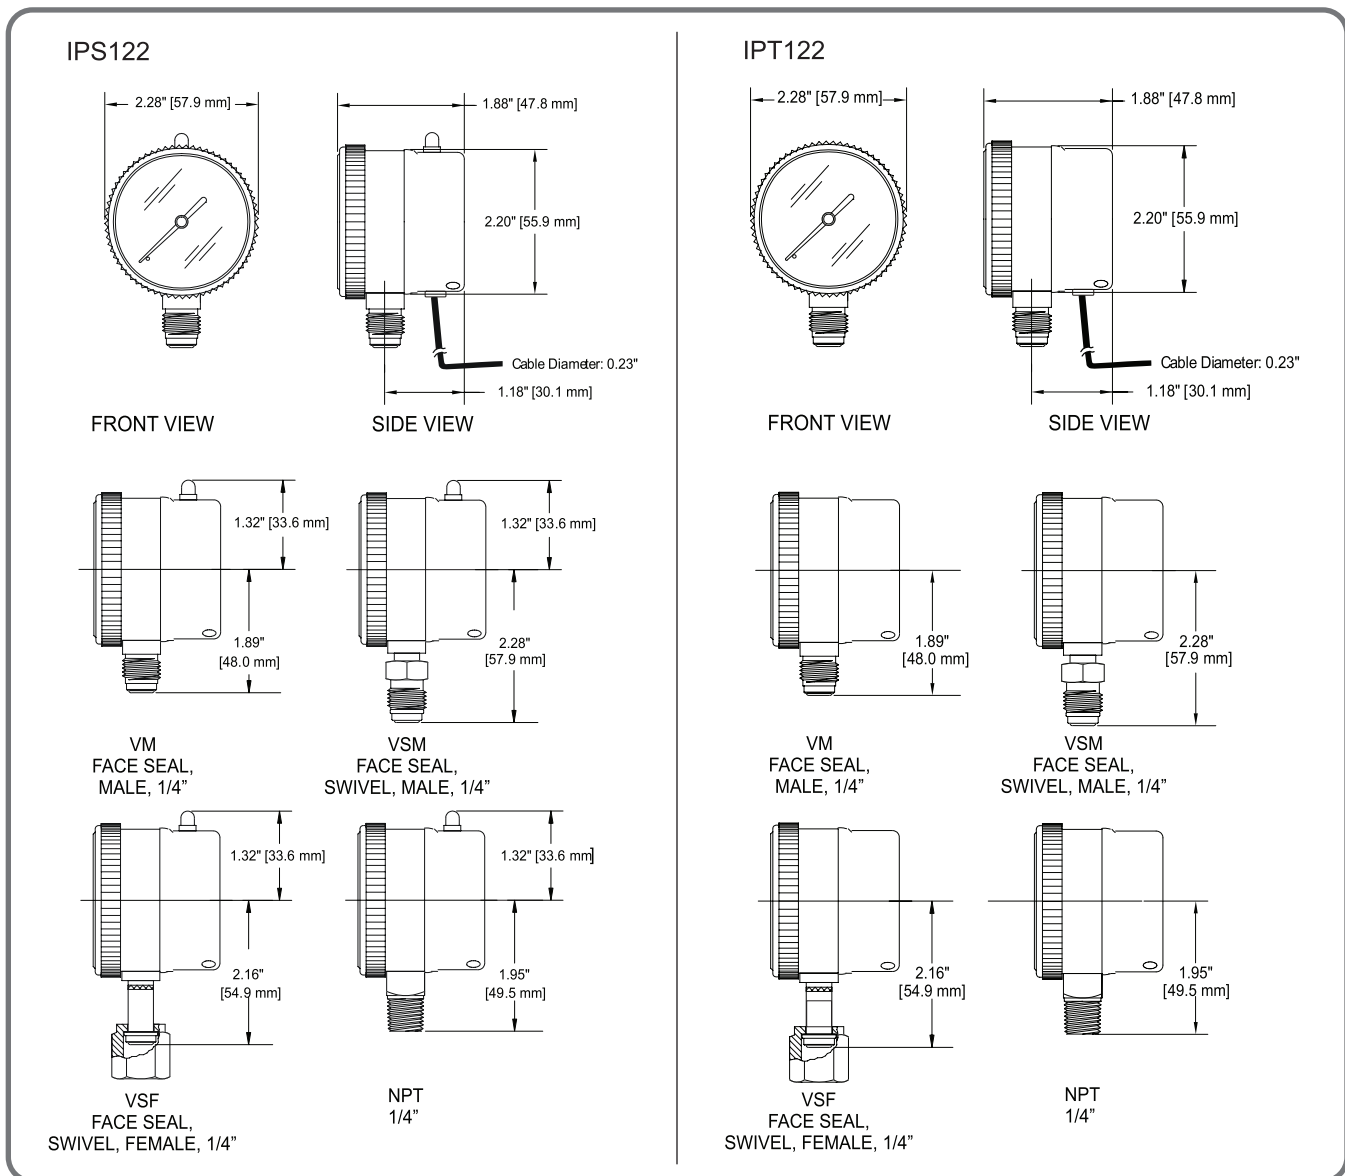 IPS122
2.28" [57.9 mm]
1.88" [47.8 mm]
2.20" [55.9 mm]
Cable Diameter: 0.23"
1.18" [30.1 mm]
FRONT VIEW
SIDE VIEW
1.32" [33.6 mm]
1.89"
[48.0 mm]
VM
FACE SEAL,
MALE, 1/4”
1.32" [33.6 mm]
2.28"
[57.9 mm]
VSM
FACE SEAL,
SWIVEL, MALE, 1/4”
1.32" [33.6 mm]
2.16"
[54.9 mm]
VSF
FACE SEAL,
SWIVEL, FEMALE, 1/4”
1.32" [33.6 mm]
1.95"
[49.5 mm]
NPT
1/4”
IPT122
2.28" [57.9 mm]
1.88" [47.8 mm]
2.20" [55.9 mm]
Cable Diameter: 0.23"
1.18" [30.1 mm]
FRONT VIEW
SIDE VIEW
1.89"
[48.0 mm]
VM
FACE SEAL,
MALE, 1/4”
2.28"
[57.9 mm]
VSM
FACE SEAL,
SWIVEL, MALE, 1/4”
2.16"
[54.9 mm]
VSF
FACE SEAL,
SWIVEL, FEMALE, 1/4”
1.95"
[49.5 mm]
NPT
1/4”